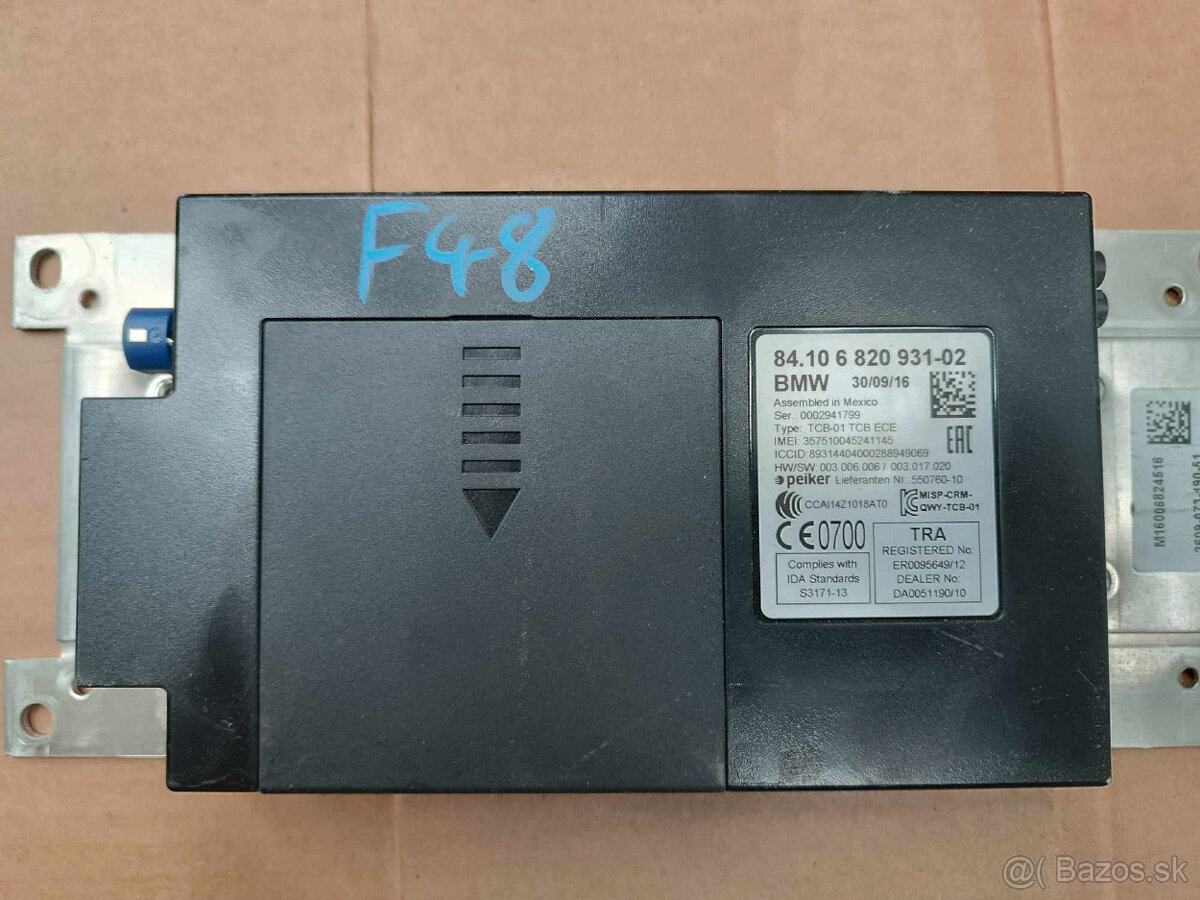 F48
84.10 6 820 931-02
BMW 30/09/16
Assembled in Mexico
Ser.: 0002941799
Type: TCB-01 TCB ECE
IMEI: 357510045241145
ICCID: 89314404000288949069
HW/SW: 003.006.006 / 003.017.020
peiker Lieferanten Nr. 550760-10
EAC
CCAI14Z1018AT0
MISP-CRM-
QWY-TCB-01
CE0700
Complies with
IDA Standards
S3171-13
TRA
REGISTERED No:
ER0095649/12
DEALER No:
DA0051190/10
M16006824516
@( Bazos.sk